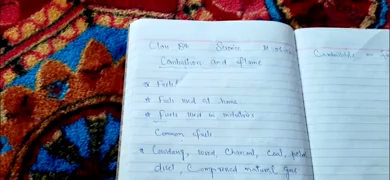 Class 8th Science
Combustion and flame
* Fuels
* Fuels used at home
* Fuels used in industries
Common fuels
* Cowdung, wood, Charcoal, Coal, petrol
diesel, Compressed natural gas
Combustible